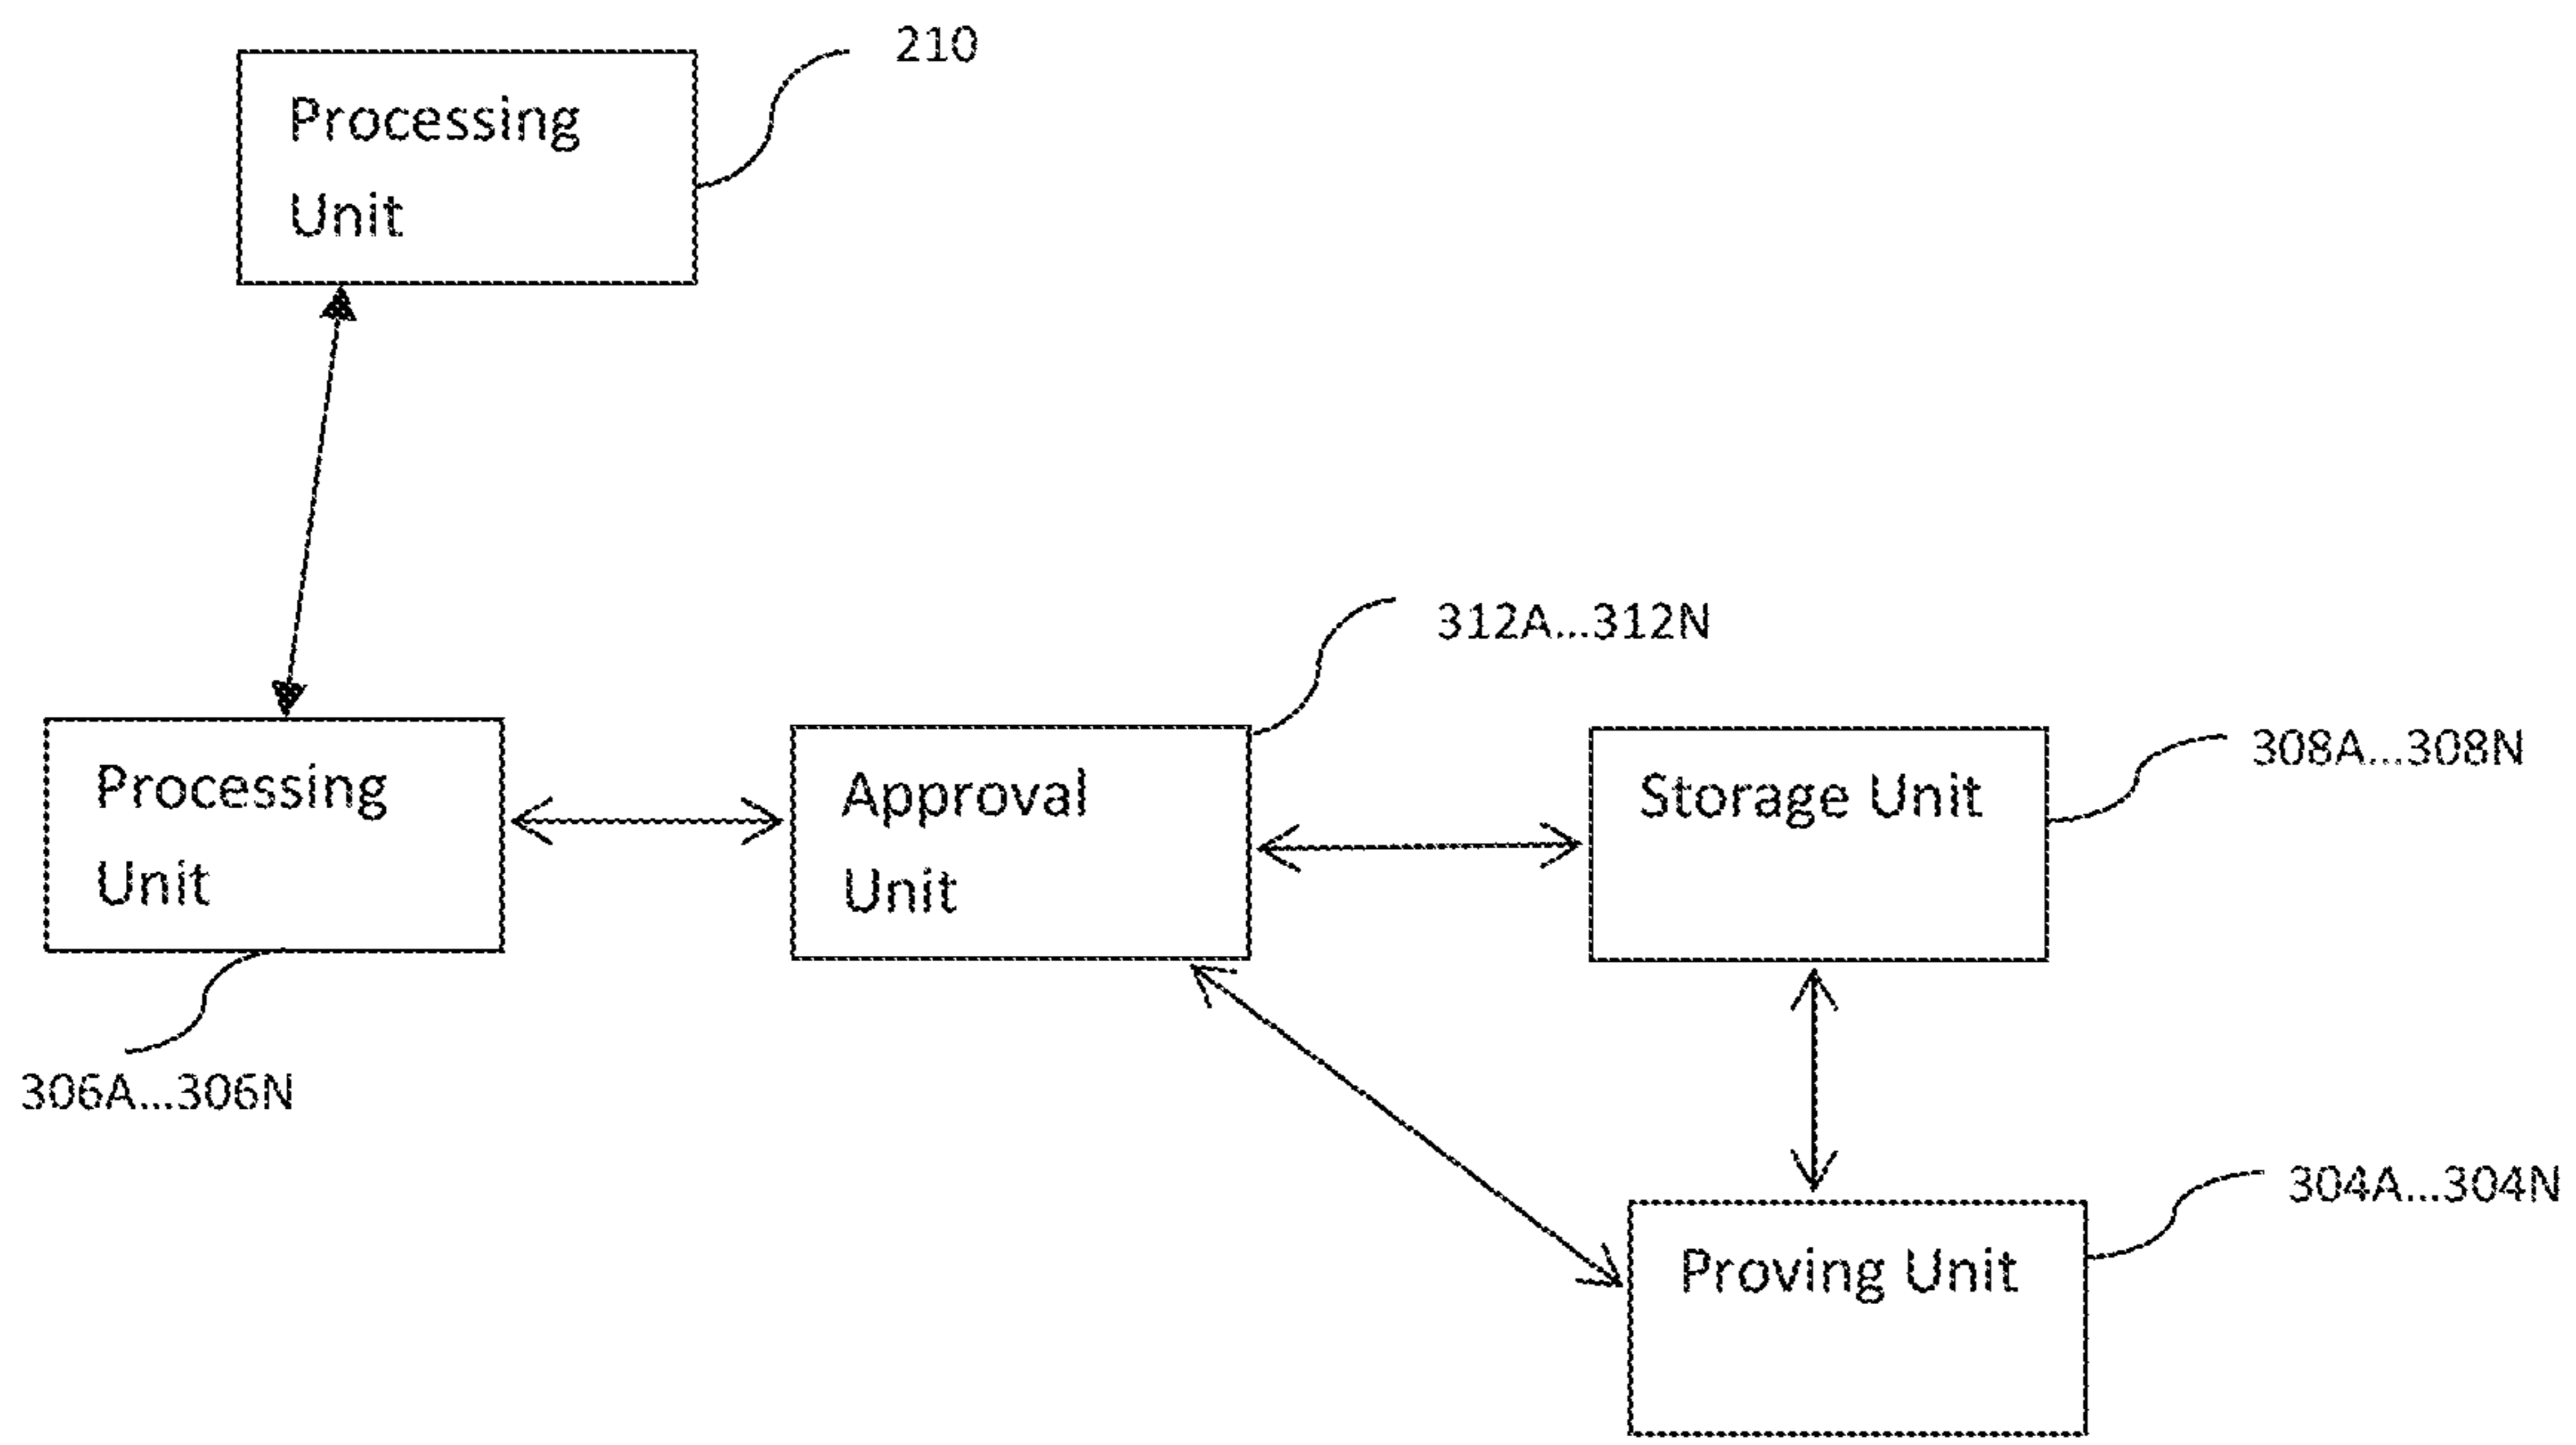 210
Processing
Unit
312A...312N
308A...308N
Processing
Unit
Approval
Unit
Storage Unit
306A...306N
304A...304N
Proving Unit